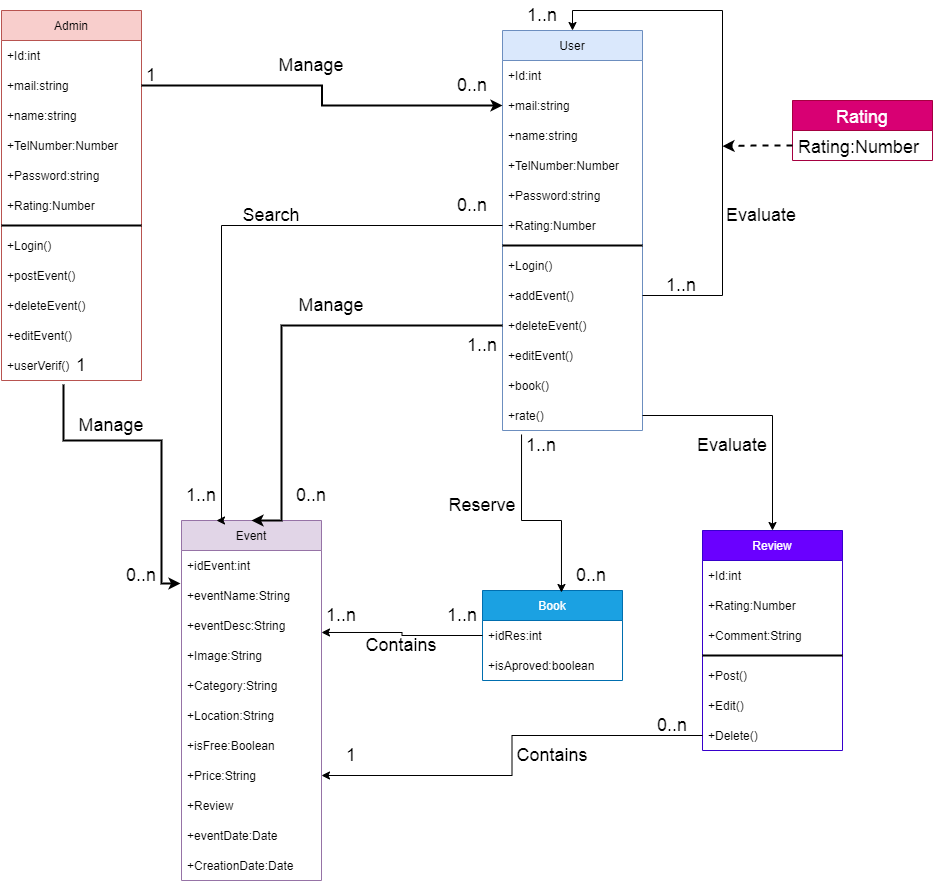 Admin
+Id:int
+mail:string
+name:string
+TelNumber:Number
+Password:string
+Rating:Number
+Login()
+postEvent()
+deleteEvent()
+editEvent()
+userVerif()
1
Manage
0..n
1
Manage
0..n
1..n
User
+Id:int
+mail:string
+name:string
+TelNumber:Number
+Password:string
+Rating:Number
+Login()
+addEvent()
+deleteEvent()
+editEvent()
+book()
+rate()
Rating
Rating:Number
Evaluate
1..n
0..n
Search
1..n
Manage
1..n
0..n
1..n
Reserve
0..n
Evaluate
Event
+idEvent:int
+eventName:String
+eventDesc:String
+Image:String
+Category:String
+Location:String
+isFree:Boolean
+Price:String
+Review
+eventDate:Date
+CreationDate:Date
Book
+idRes:int
+isAproved:boolean
1..n
1..n
Contains
Review
+Id:int
+Rating:Number
+Comment:String
+Post()
+Edit()
+Delete()
0..n
1
Contains